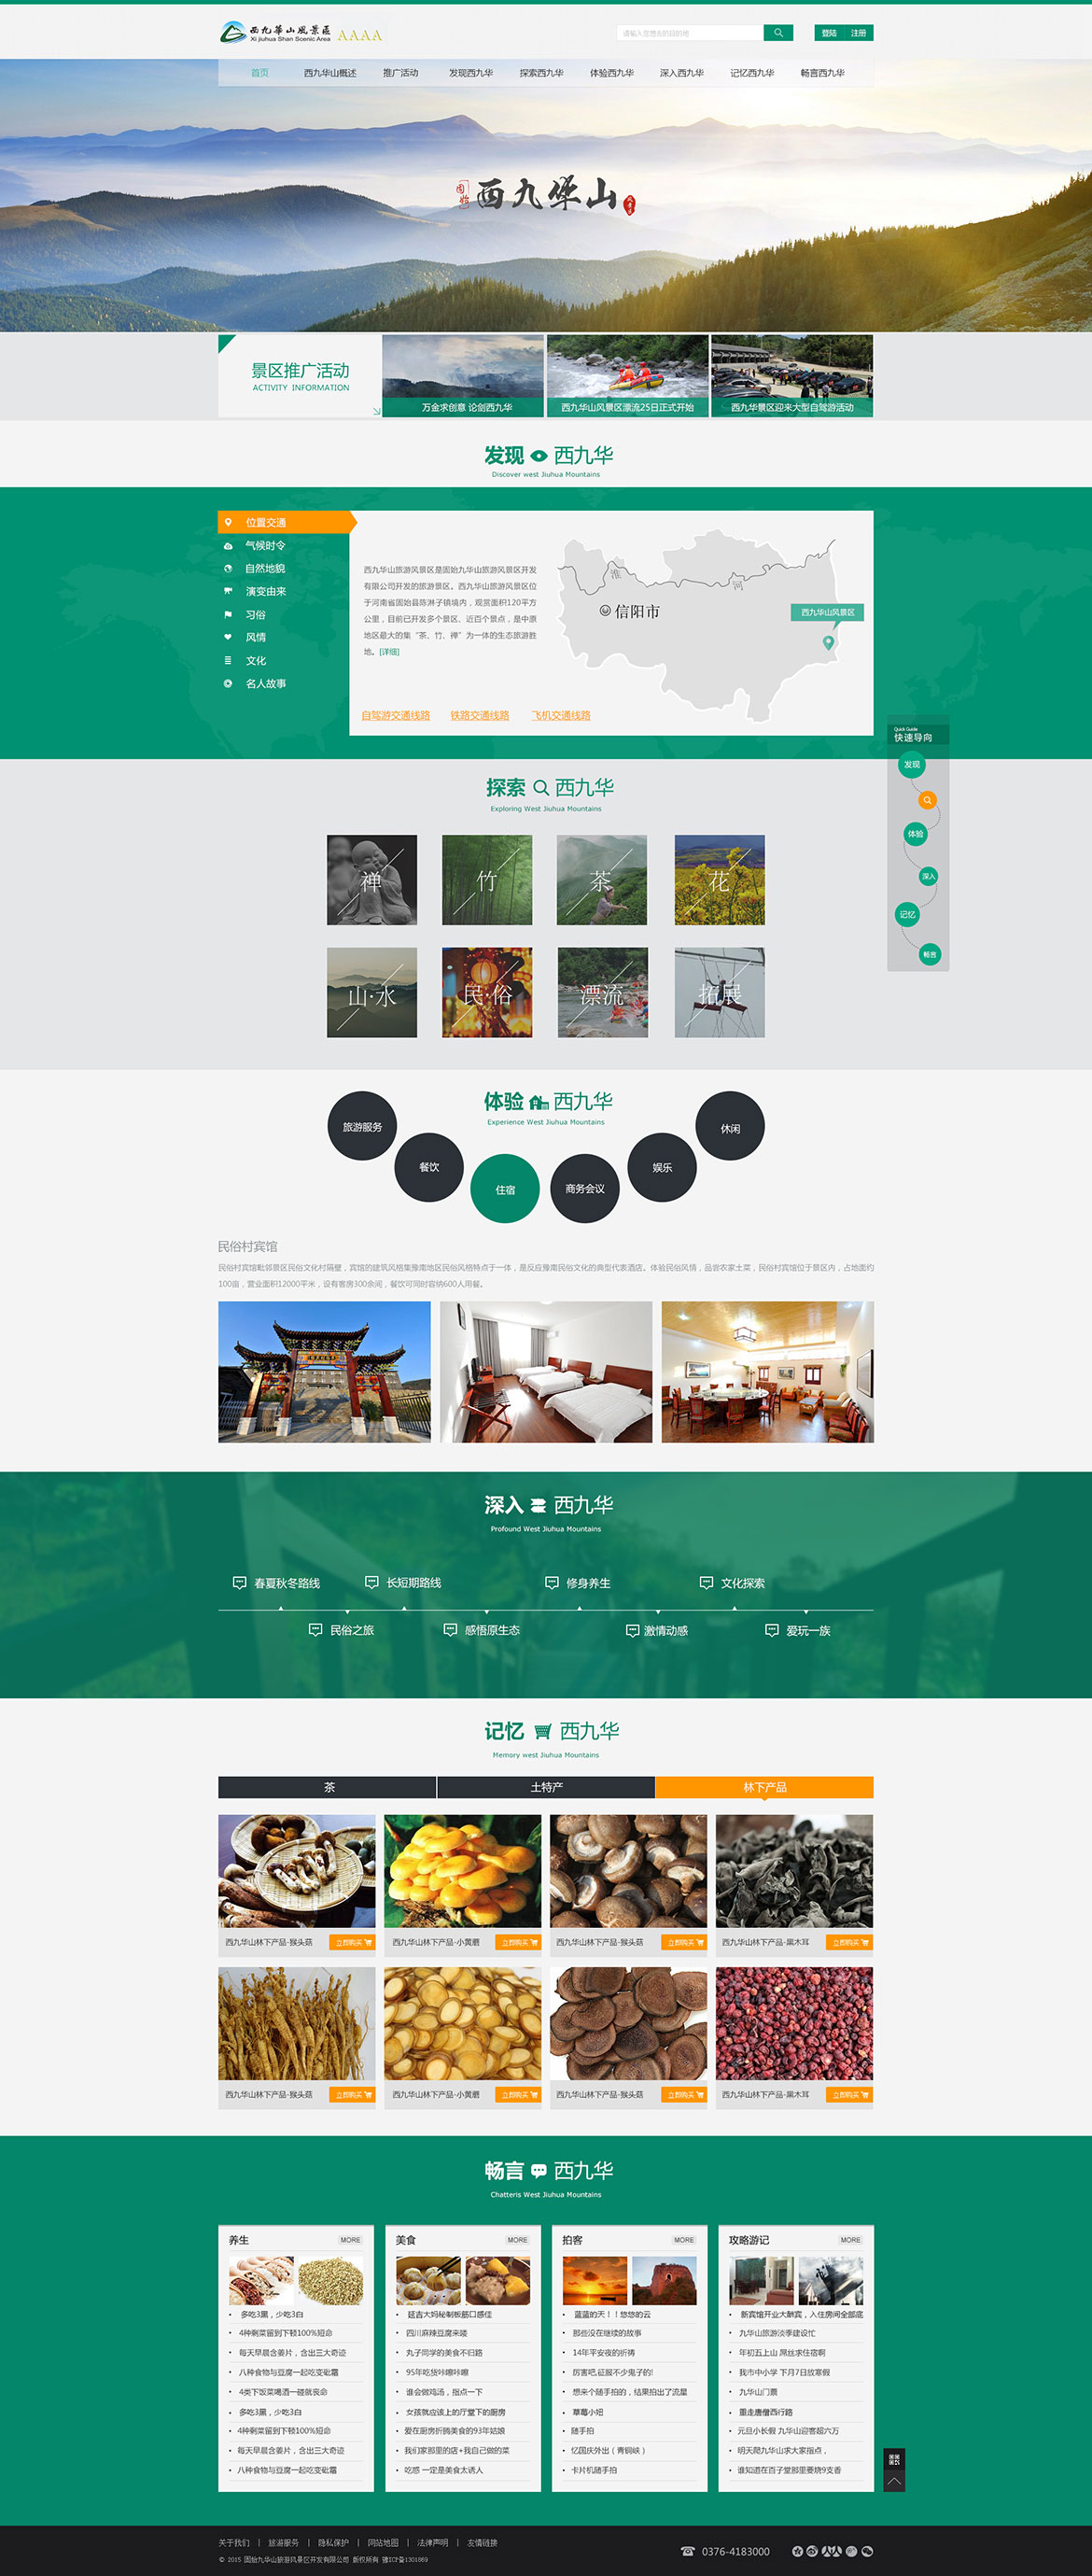 西九華山風景區 AAAA
Xi jiuhua Shan Scenic Area
请输入您想去的目的地
登陆 注册
首页 西九华山概述 推广活动 发现西九华 探索西九华 体验西九华 深入西九华 记忆西九华 畅言西九华
西九华山
景区推广活动
ACTIVITY INFORMATION
万金求创意 论剑西九华
西九华山风景区漂流25日正式开始
西九华景区迎来大型自驾游活动
发现 西九华
Discover west Jiuhua Mountains
位置交通
气候时令
自然地貌
演变由来
习俗
风情
文化
名人故事
西九华山旅游风景区是固始九华山旅游风景区开发
有限公司开发的旅游景区。西九华山旅游风景区位
于河南省固始县陈淋子镇境内，观赏面积120平方
公里，目前已开发多个景区、近百个景点，是中原
地区最大的集“茶、竹、禅”为一体的生态旅游胜
地。[详细]
淮 河
信阳市
西九华山风景区
自驾游交通线路 铁路交通线路 飞机交通线路
Quick Guide
快速导向
发现
体验
深入
记忆
畅言
探索 西九华
Exploring West Jiuhua Mountains
禅 竹 茶 花
山·水 民·俗 漂流 拓展
体验 西九华
Experience West Jiuhua Mountains
旅游服务
餐饮
住宿
商务会议
娱乐
休闲
民俗村宾馆
民俗村宾馆毗邻景区民俗文化村隔壁，宾馆的建筑风格集豫南地区民俗风格特点于一体，是反应豫南民俗文化的典型代表酒店。体验民俗风情，品尝农家土菜，民俗村宾馆位于景区内，占地面约
100亩，营业面积12000平米，设有客房300余间，餐饮可同时容纳600人用餐。
深入 西九华
Profound West Jiuhua Mountains
春夏秋冬路线 长短期路线 修身养生 文化探索
民俗之旅 感悟原生态 激情动感 爱玩一族
记忆 西九华
Memory west Jiuhua Mountains
茶 土特产 林下产品
西九华山林下产品-猴头菇 立即购买
西九华山林下产品-小黄蘑 立即购买
西九华山林下产品-猴头菇 立即购买
西九华山林下产品-黑木耳 立即购买
西九华山林下产品-猴头菇 立即购买
西九华山林下产品-小黄蘑 立即购买
西九华山林下产品-猴头菇 立即购买
西九华山林下产品-黑木耳 立即购买
畅言 西九华
Chatteris West Jiuhua Mountains
养生 MORE
多吃3黑，少吃3白
4种剩菜留到下顿100%短命
每天早晨含姜片，含出三大奇迹
八种食物与豆腐一起吃变砒霜
4类下饭菜喝酒一碰就丧命
多吃3黑，少吃3白
4种剩菜留到下顿100%短命
每天早晨含姜片，含出三大奇迹
八种食物与豆腐一起吃变砒霜
美食 MORE
延吉大妈秘制板筋口感佳
四川麻辣豆腐来喽
丸子同学的美食不归路
95年吃货咔嚓咔嚓
谁会做鸡汤，指点一下
女孩就应该上的厅堂下的厨房
爱在厨房折腾美食的93年姑娘
我们家那里的店+我自己做的菜
吃惑 一定是美食太诱人
拍客 MORE
蓝蓝的天！！悠悠的云
那些没在继续的故事
14年平安夜的祈祷
厉害吧,征服不少鬼子的!
想来个随手拍的，结果拍出了流星
草莓小妞
随手拍
忆国庆外出（青铜峡）
卡片机随手拍
攻略游记 MORE
新宾馆开业大酬宾，入住房间全部底
九华山旅游淡季建设忙
年初五上山 屌丝求住宿啊
我市中小学 下月7日放寒假
九华山门票
重走唐僧西行路
元旦小长假 九华山迎客超六万
明天爬九华山求大家指点，
谁知道在百子堂那里要烧9支香
关于我们 | 旅游服务 | 隐私保护 | 网站地图 | 法律声明 | 友情链接
© 2015 固始九华山旅游风景区开发有限公司 版权所有 豫ICP备1301869
0376-4183000